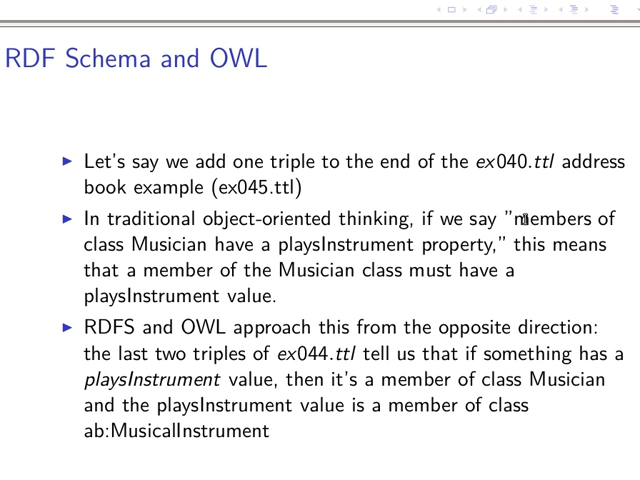 RDF Schema and OWL
Let's say we add one triple to the end of the ex040.ttl address
book example (ex045.ttl)
In traditional object-oriented thinking, if we say "members of
class Musician have a playsInstrument property," this means
that a member of the Musician class must have a
playsInstrument value.
RDFS and OWL approach this from the opposite direction:
the last two triples of ex044.ttl tell us that if something has a
playsInstrument value, then it's a member of class Musician
and the playsInstrument value is a member of class
ab:MusicalInstrument